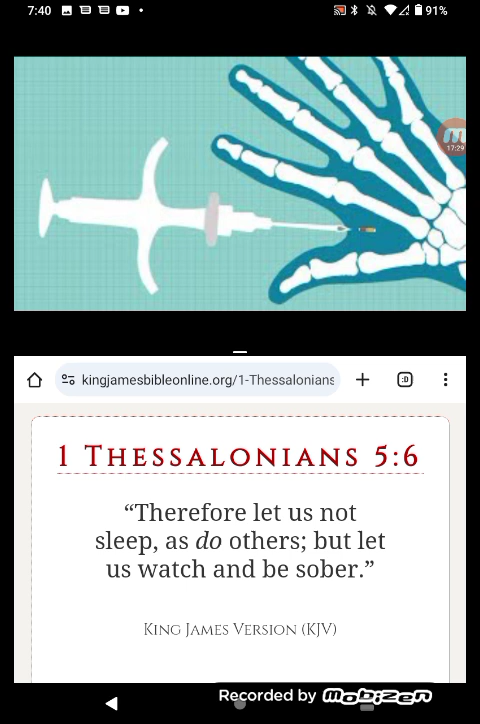 7:40
91%
17:29
kingjamesbibleonline.org/1-Thessalonians
:D
1 THESSALONIANS 5:6
“Therefore let us not
sleep, as do others; but let
us watch and be sober.”
KING JAMES VERSION (KJV)
Recorded by mobizen